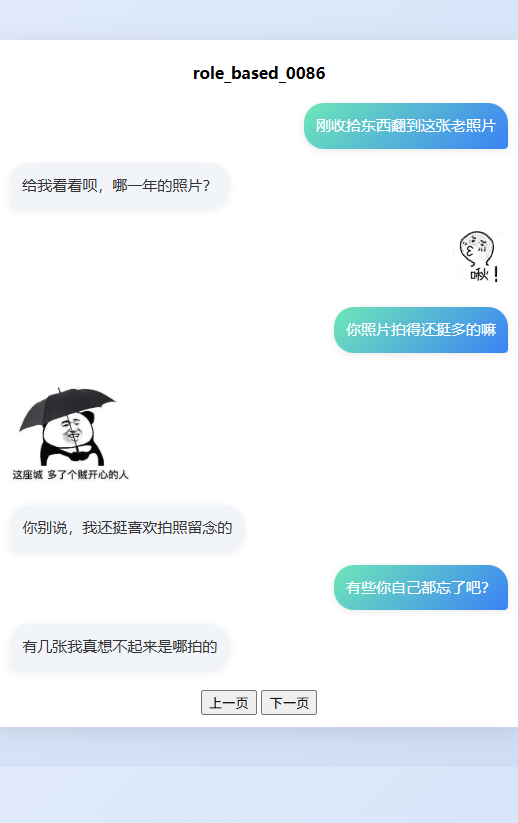 role_based_0086
刚收拾东西翻到这张老照片
给我看看呗，哪一年的照片？
啾！
你照片拍得还挺多的嘛
这座城 多了个贼开心的人
你别说，我还挺喜欢拍照留念的
有些你自己都忘了吧？
有几张我真想不起来是哪拍的
上一页 下一页